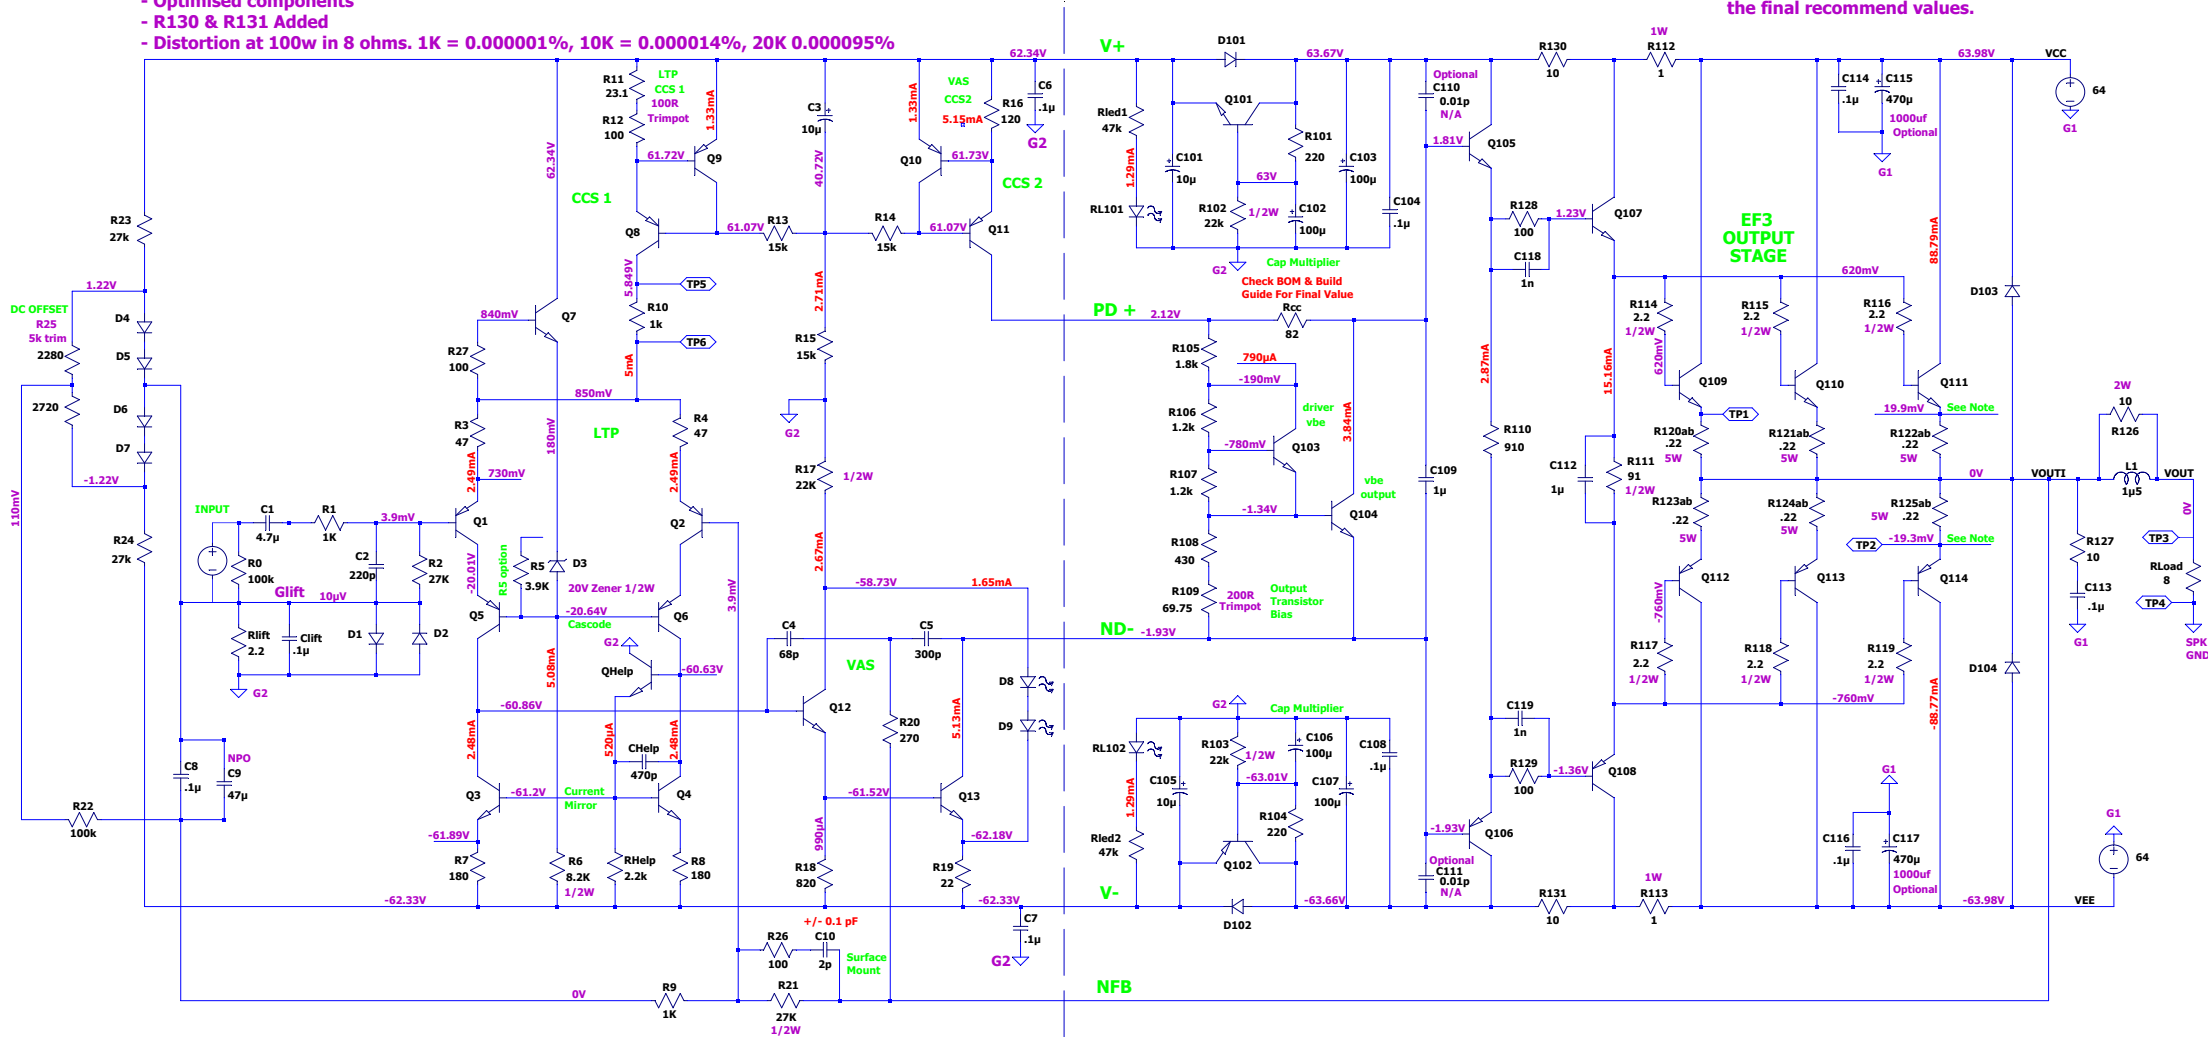 - Optimised components
- R130 & R131 Added
- Distortion at 100w in 8 ohms. 1K = 0.000001%, 10K = 0.000014%, 20K 0.000095%
the final recommend values.
62.34V
V+
D101
63.67V
R130
10
1W
R112
1
63.98V
VCC
64
G1
R11
23.1
LTP
CCS 1
100R
Trimpot
R12
100
1.33mA
61.72V
Q9
C3
10µ
40.72V
1.33mA
VAS
CCS2
5.15mA
R16
120
C6
.1µ
G2
Q10
61.73V
CCS 2
62.34V
CCS 1
Q8
61.07V
R13
15k
R14
15k
61.07V
Q11
R23
27k
5.849V
TP5
R10
1k
TP6
5mA
2.71mA
R15
15k
G2
1.22V
DC OFFSET
R25
5k trim
2280
2720
D4
D5
D6
D7
-1.22V
110mV
R24
27k
840mV
Q7
R27
100
850mV
R3
47
LTP
R4
47
180mV
2.49mA
730mV
2.49mA
R17
22K
1/2W
INPUT
C1
4.7µ
R1
1K
3.9mV
Q1
Q2
R0
100k
C2
220p
R2
27K
Glift
10µV
Rlift
2.2
Clift
.1µ
D1
D2
G2
-20.01V
R5 option
R5
3.9K
D3
20V Zener 1/2W
-20.64V
Cascode
Q5
Q6
3.9mV
2.67mA
-58.73V
1.65mA
5.08mA
G2
QHelp
-60.63V
C4
68p
C5
300p
VAS
-60.86V
Q12
R20
270
5.13mA
D8
D9
2.48mA
520µA
CHelp
470p
2.48mA
Q3
-61.2V
Current
Mirror
Q4
-61.52V
Q13
-61.89V
R7
180
R6
8.2K
1/2W
RHelp
2.2k
R8
180
990µA
R18
820
R19
22
-62.18V
NPO
C8
.1µ
C9
47µ
R22
100k
-62.33V
-62.33V
C7
.1µ
G2
+/- 0.1 pF
R26
100
C10
2p
Surface
Mount
0V
R9
1K
R21
27K
1/2W
NFB
Rled1
47k
1.29mA
RL101
C101
10µ
Q101
R101
220
63V
R102
22k
1/2W
C102
100µ
C103
100µ
C104
.1µ
G2
Cap Multiplier
Check BOM & Build
Guide For Final Value
PD +
2.12V
Rcc
82
R105
1.8k
790µA
-190mV
R106
1.2k
driver
vbe
-780mV
Q103
3.84mA
R107
1.2k
vbe
output
-1.34V
Q104
R108
430
R109
69.75
200R
Trimpot
Output
Transistor
Bias
ND-
-1.93V
G2
Cap Multiplier
RL102
R103
22k
1/2W
C106
100µ
C108
.1µ
1.29mA
C105
10µ
-63.01V
C107
100µ
R104
220
Rled2
47k
Q102
V-
D102
-63.66V
Optional
C110
0.01p
N/A
1.81V
Q105
R128
100
1.23V
Q107
C118
1n
2.87mA
15.16mA
R110
910
C109
1µ
C112
1µ
R111
91
1/2W
C119
1n
R129
100
-1.36V
Q108
-1.93V
Q106
Optional
C111
0.01p
N/A
R131
10
1W
R113
1
C114
.1µ
C115
470µ
1000uf
Optional
G1
88.79mA
EF3
OUTPUT
STAGE
620mV
R114
2.2
1/2W
R115
2.2
1/2W
R116
2.2
1/2W
D103
620mV
Q109
Q110
Q111
TP1
19.9mV
See Note
R120ab
.22
5W
R121ab
.22
5W
R122ab
.22
5W
0V
VOUTI
2W
10
R126
L1
1µ5
VOUT
R123ab
.22
5W
R124ab
.22
5W
R125ab
5W
.22
TP2
-19.3mV
See Note
0V
TP3
R127
10
RLoad
8
TP4
C113
.1µ
G1
SPK
GND
Q112
Q113
Q114
-760mV
R117
2.2
1/2W
R118
2.2
1/2W
R119
2.2
1/2W
D104
-760mV
-88.77mA
G1
C116
.1µ
C117
470µ
1000uf
Optional
-63.98V
VEE
G1
64